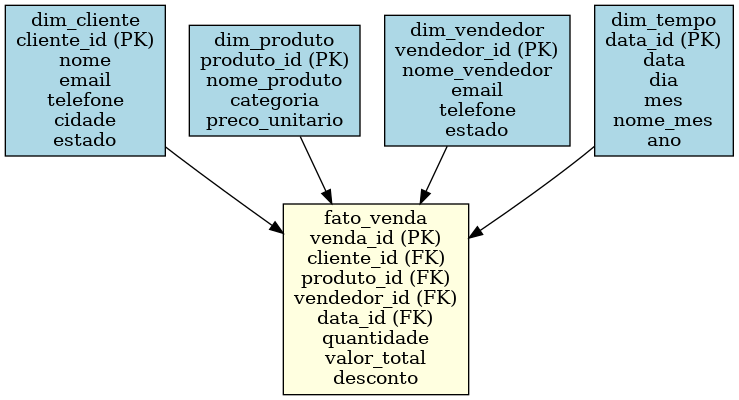 dim_cliente
cliente_id (PK)
nome
email
telefone
cidade
estado
dim_produto
produto_id (PK)
nome_produto
categoria
preco_unitario
dim_vendedor
vendedor_id (PK)
nome_vendedor
email
telefone
estado
dim_tempo
data_id (PK)
data
dia
mes
nome_mes
ano
fato_venda
venda_id (PK)
cliente_id (FK)
produto_id (FK)
vendedor_id (FK)
data_id (FK)
quantidade
valor_total
desconto